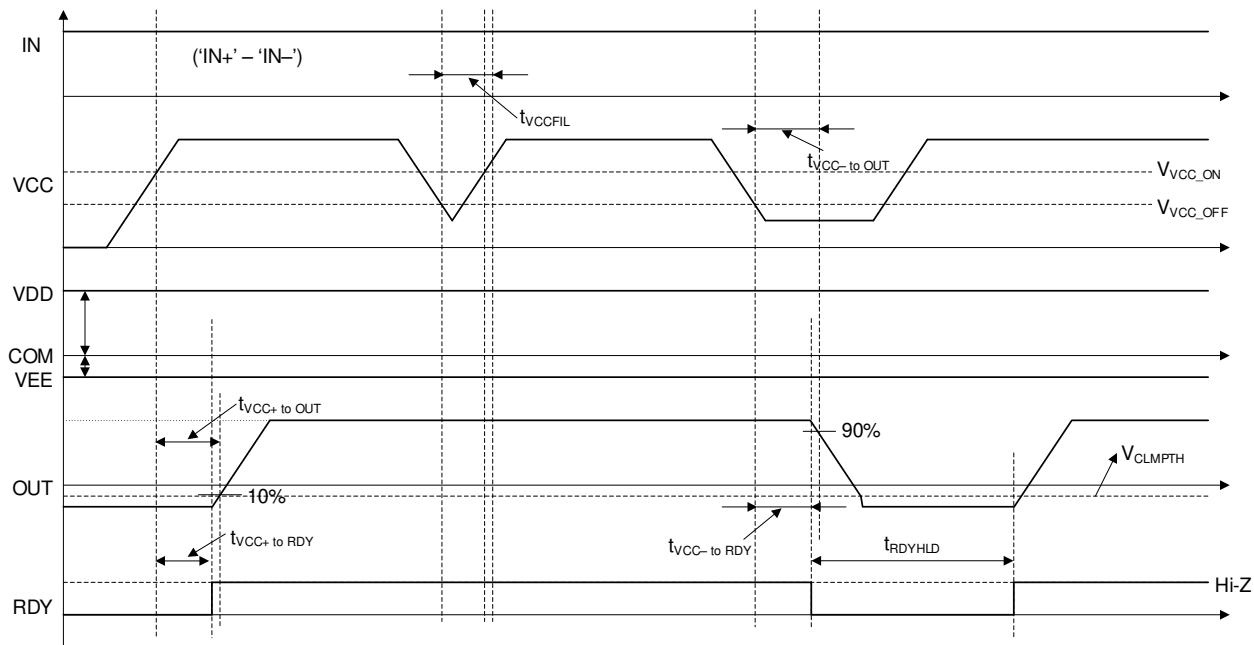 IN
('IN+' – 'IN–')
tVCCFIL
tVCC– to OUT
VCC
VVCC_ON
VVCC_OFF
VDD
COM
VEE
tVCC+ to OUT
90%
VCLMPTH
OUT
10%
tVCC+ to RDY
tVCC– to RDY
tRDYHLD
Hi-Z
RDY